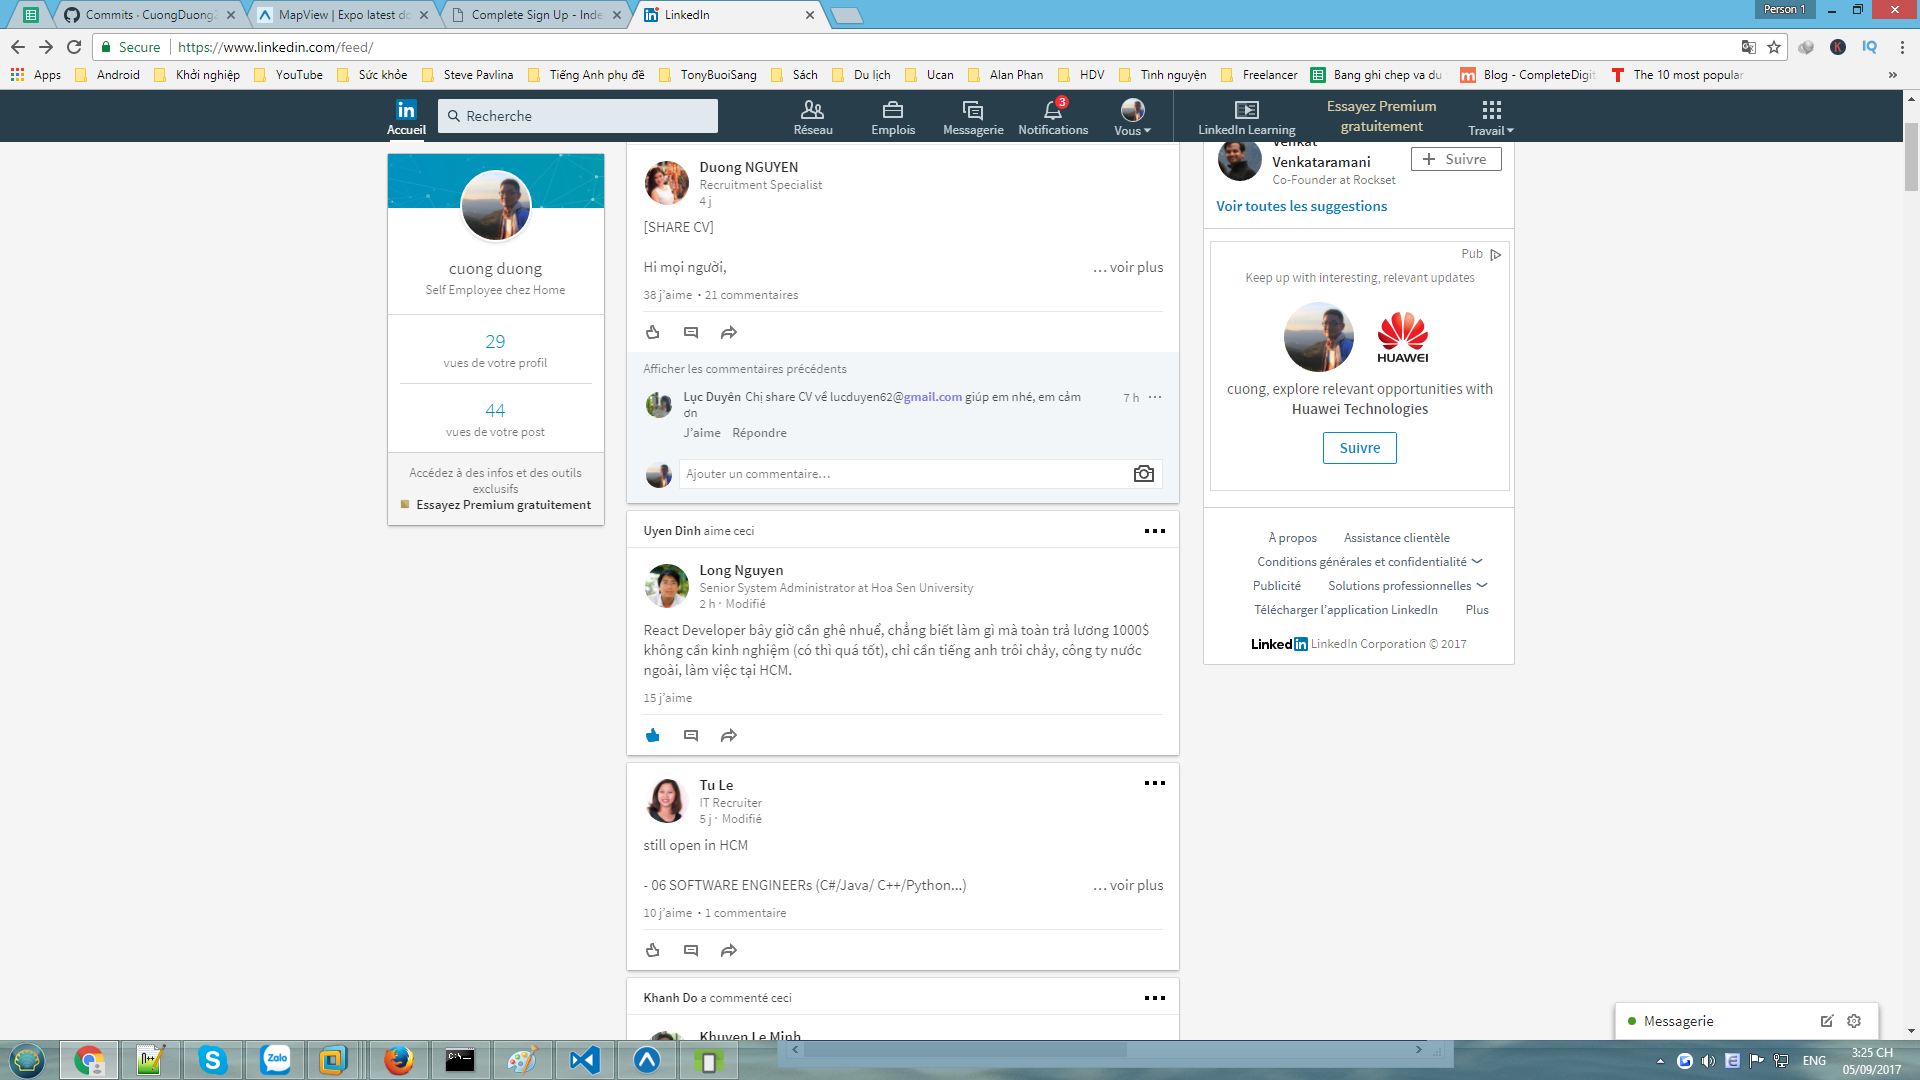 Commits · CuongDuong2
MapView | Expo latest do
Complete Sign Up - Inde
LinkedIn
Person 1
Secure
https://www.linkedin.com/feed/
IQ
Apps
Android
Khởi nghiệp
YouTube
Sức khỏe
Steve Pavlina
Tiếng Anh phụ đề
TonyBuoiSang
Sách
Du lịch
Ucan
Alan Phan
HDV
Tình nguyện
Freelancer
Bang ghi chep va du
Blog - CompleteDigit
The 10 most popular
»
in
Accueil
Recherche
Réseau
Emplois
Messagerie
3
Notifications
Vous
LinkedIn Learning
Essayez Premium
gratuitement
Travail
cuong duong
Self Employee chez Home
29
vues de votre profil
44
vues de votre post
Accédez à des infos et des outils
exclusifs
Essayez Premium gratuitement
Duong NGUYEN
Recruitment Specialist
4 j
[SHARE CV]
Hi mọi người,
... voir plus
38 j'aime • 21 commentaires
Afficher les commentaires précédents
Lục Duyên Chị share CV về lucduyen62@gmail.com giúp em nhé, em cảm
ơn
7 h
J'aime Répondre
Ajouter un commentaire...
Uyen Dinh aime ceci
Long Nguyen
Senior System Administrator at Hoa Sen University
2 h · Modifié
React Developer bây giờ cần ghê nhuể, chẳng biết làm gì mà toàn trả lương 1000$
không cần kinh nghiệm (có thì quá tốt), chỉ cần tiếng anh trôi chảy, công ty nước
ngoài, làm việc tại HCM.
15 j'aime
Tu Le
IT Recruiter
5 j · Modifié
still open in HCM
- 06 SOFTWARE ENGINEERs (C#/Java/ C++/Python...)
... voir plus
10 j'aime • 1 commentaire
Khanh Do a commenté ceci
Khuyen Le Minh
Venkat
Venkataramani
Co-Founder at Rockset
Suivre
Voir toutes les suggestions
Pub
Keep up with interesting, relevant updates
HUAWEI
cuong, explore relevant opportunities with
Huawei Technologies
Suivre
À propos
Assistance clientèle
Conditions générales et confidentialité
Publicité
Solutions professionnelles
Télécharger l'application LinkedIn
Plus
Linked in LinkedIn Corporation © 2017
Messagerie
Zalo
ENG
3:25 CH
05/09/2017